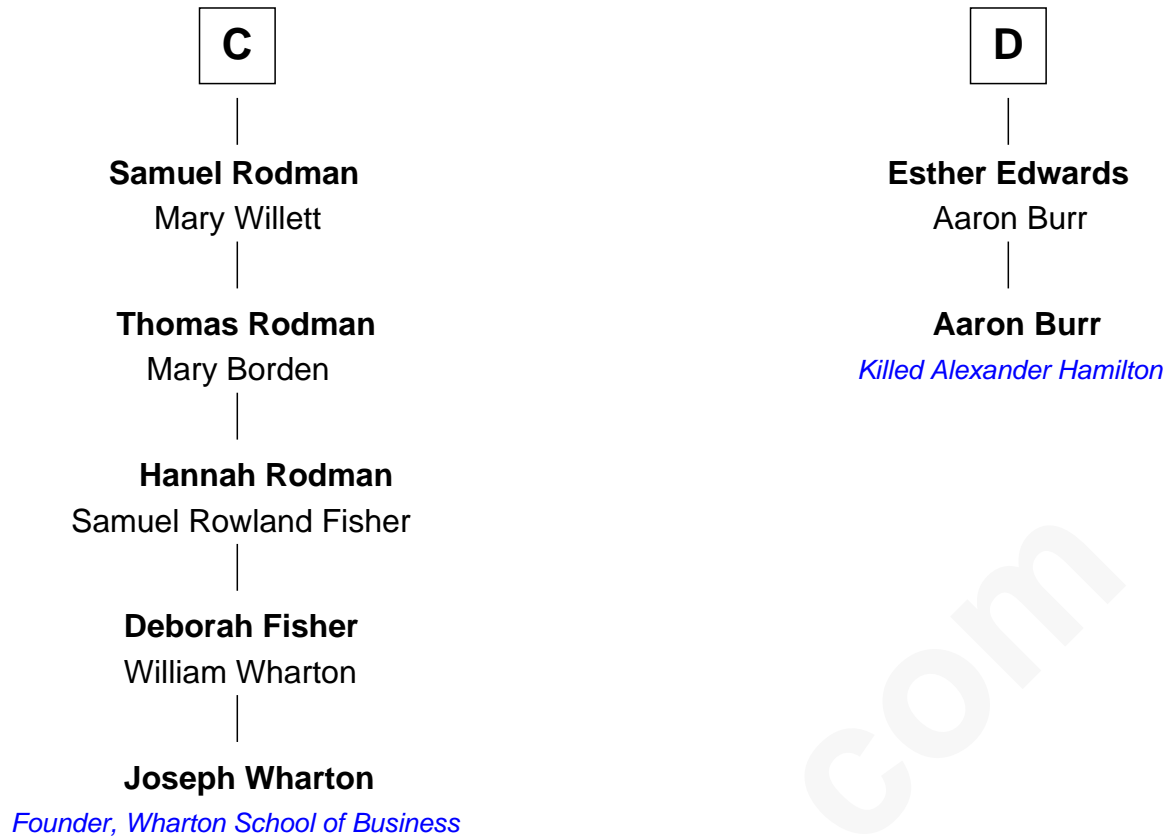 C
Samuel Rodman
Mary Willett
Thomas Rodman
Mary Borden
Hannah Rodman
Samuel Rowland Fisher
Deborah Fisher
William Wharton
Joseph Wharton
Founder, Wharton School of Business
D
Esther Edwards
Aaron Burr
Aaron Burr
Killed Alexander Hamilton
com